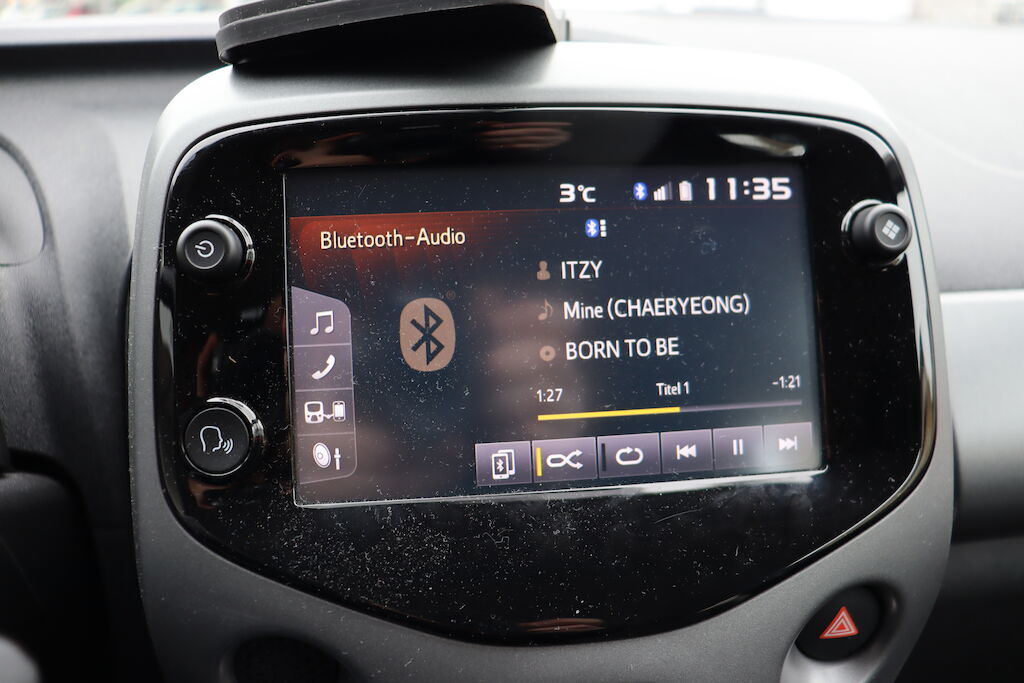 3°C 11:35
Bluetooth-Audio
ITZY
Mine (CHAERYEONG)
BORN TO BE
1:27 Titel 1 -1:21